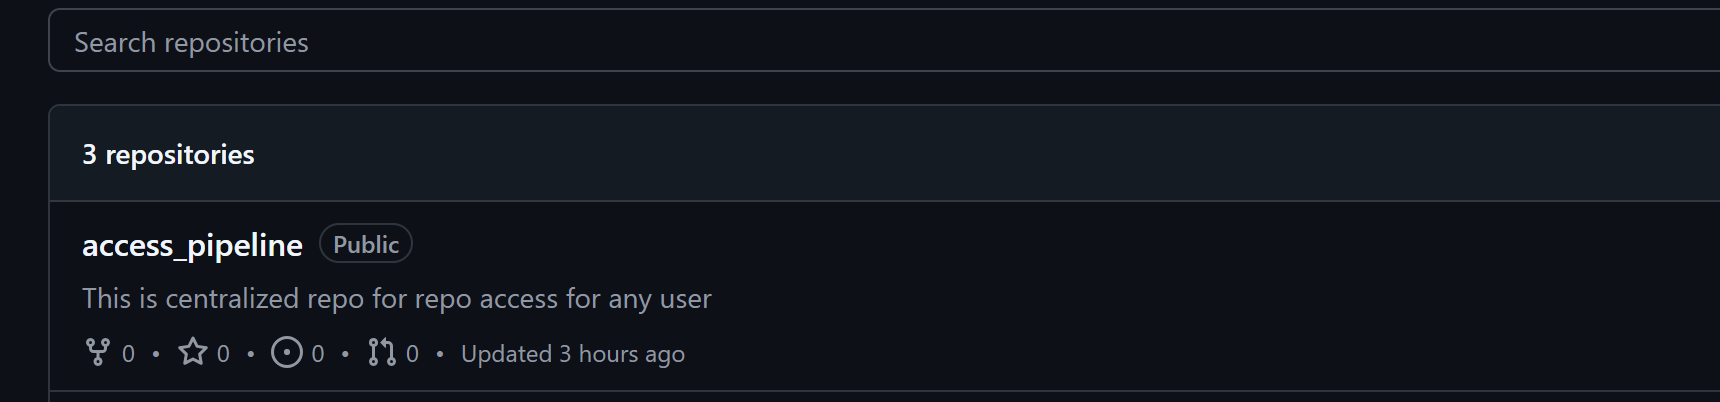 Search repositories
3 repositories
access_pipeline Public
This is centralized repo for repo access for any user
0 • 0 • 0 • 0 • Updated 3 hours ago